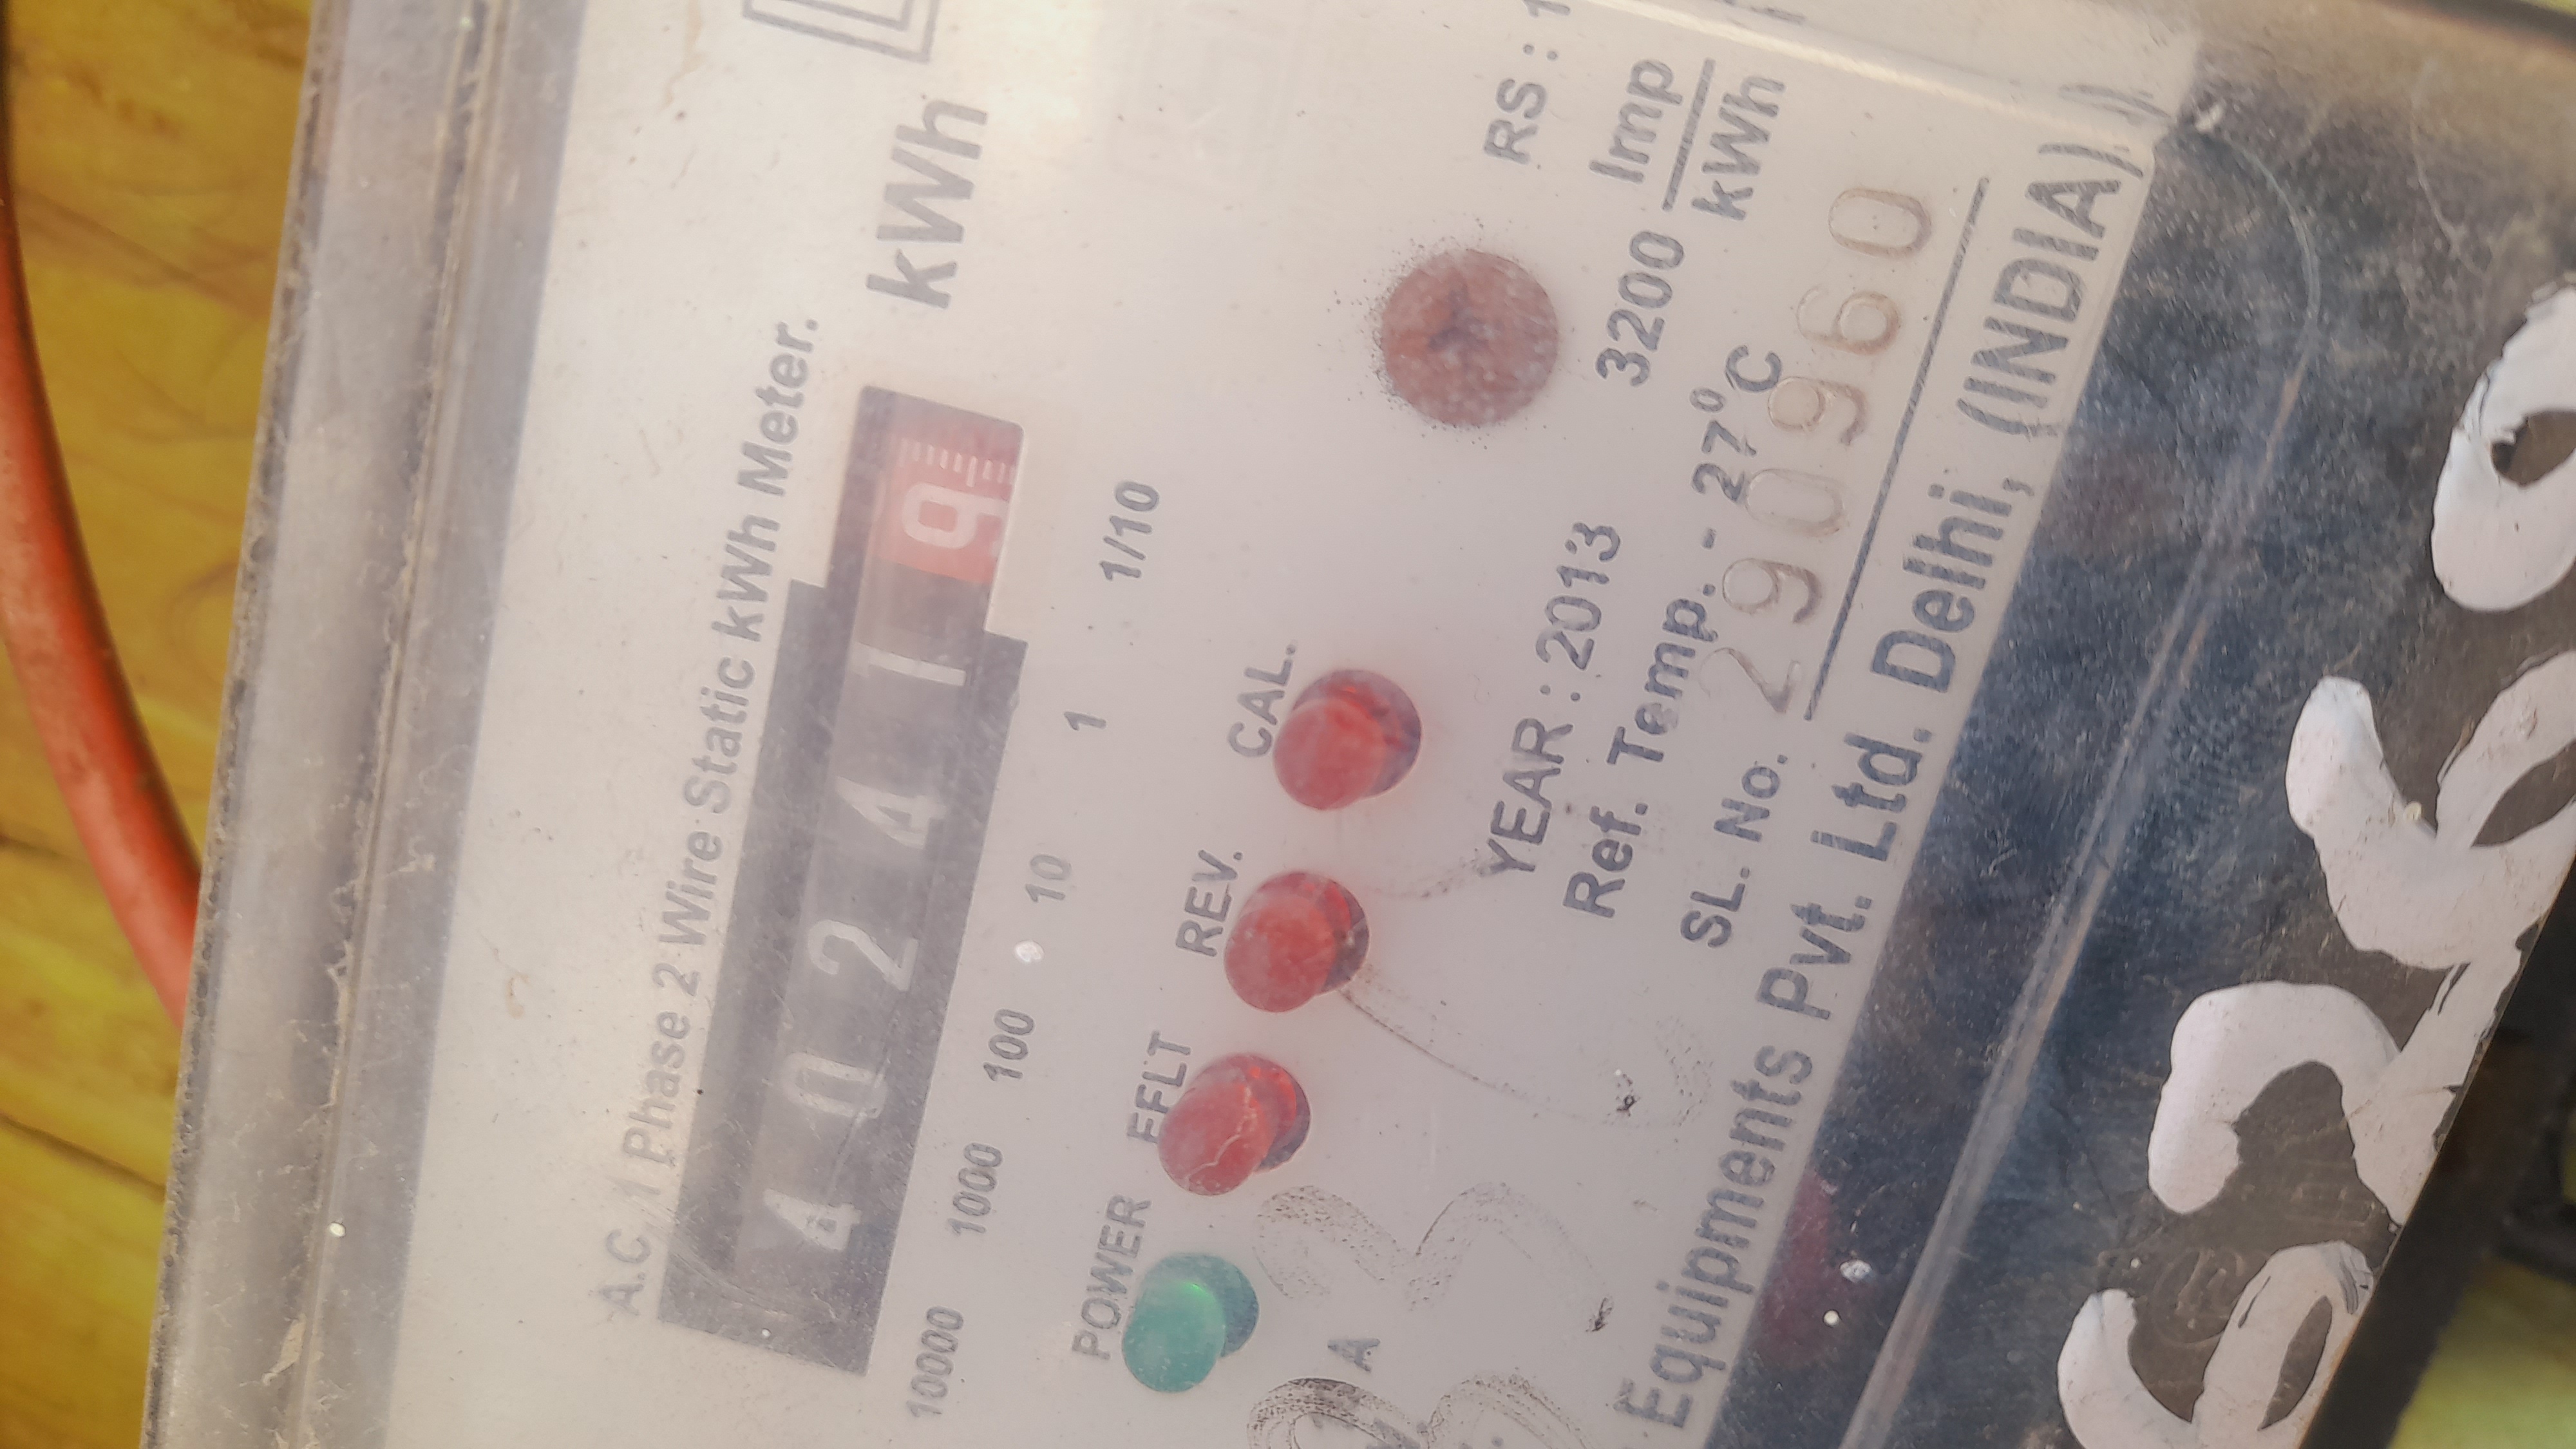 A.C. 1 Phase 2 Wire Static kWh Meter.
4 0 2 4 1 9 kWh
10000 1000 100 10 1 1/10
POWER EFLT REV. CAL.
RS : 1
A
YEAR : 2013
3200 Imp
kWh
Ref. Temp. - 27°C
SL. No. 290960
Equipments Pvt. Ltd. Delhi, (INDIA)